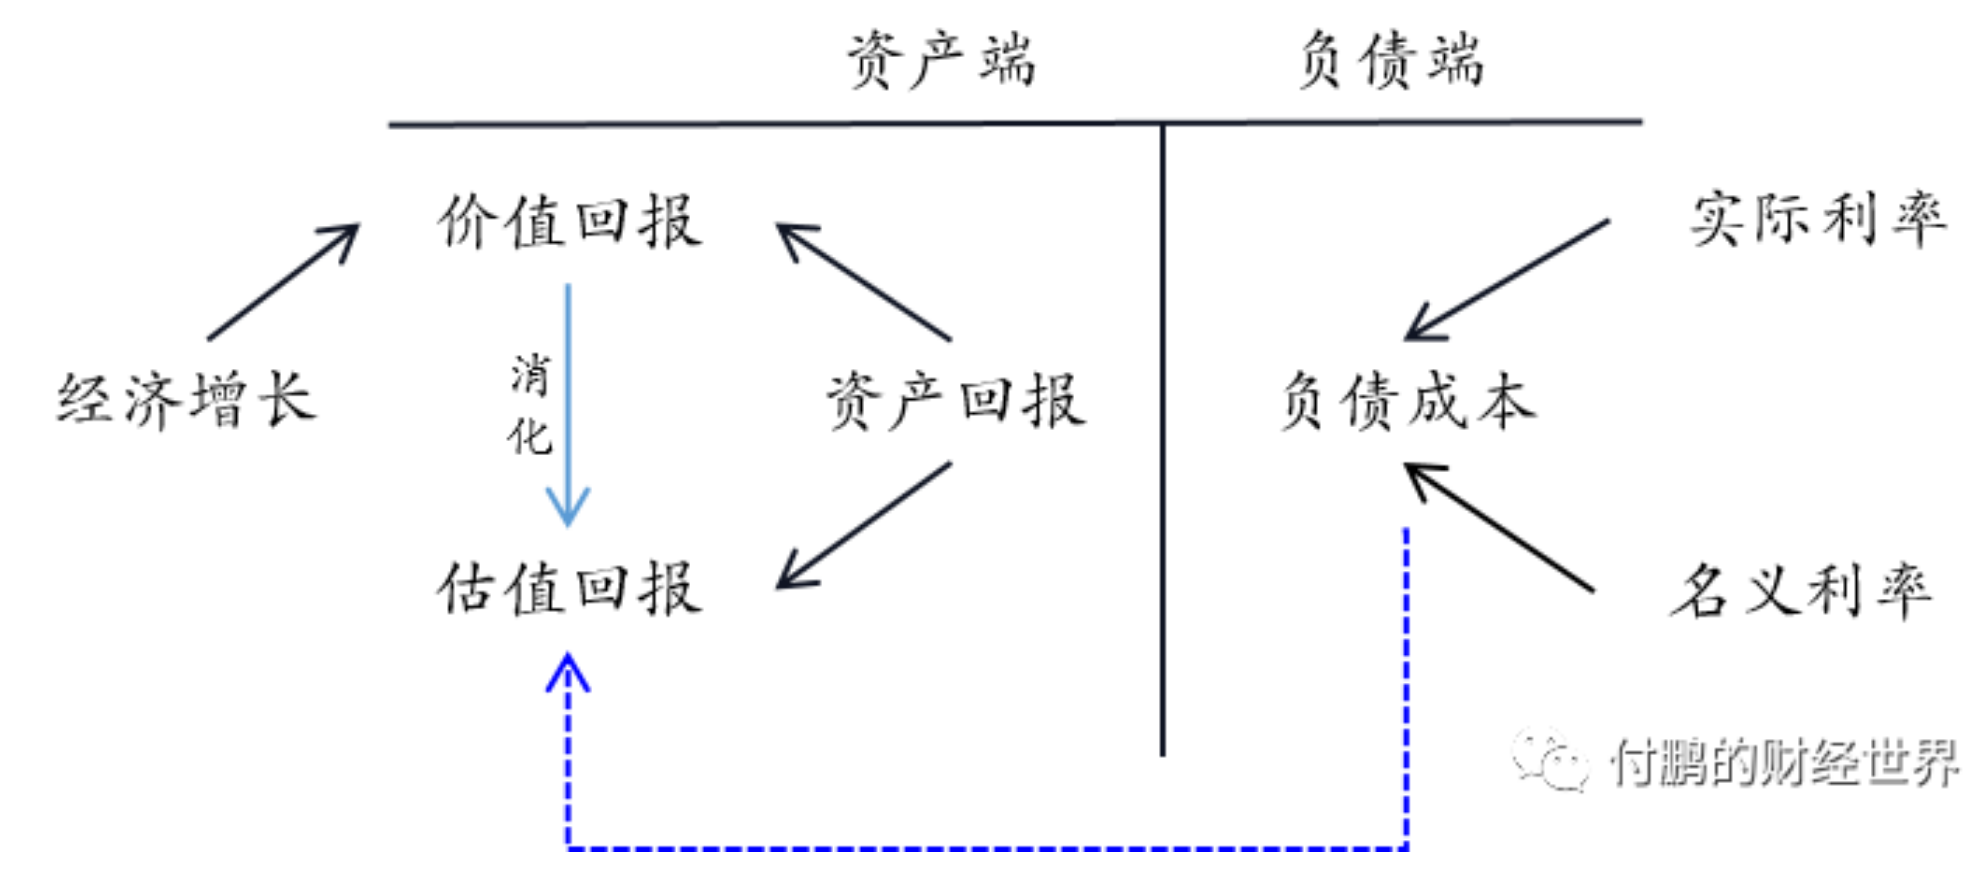 资产端 负债端
价值回报 实际利率
消化
经济增长 资产回报 负债成本
估值回报 名义利率
付鹏的财经世界